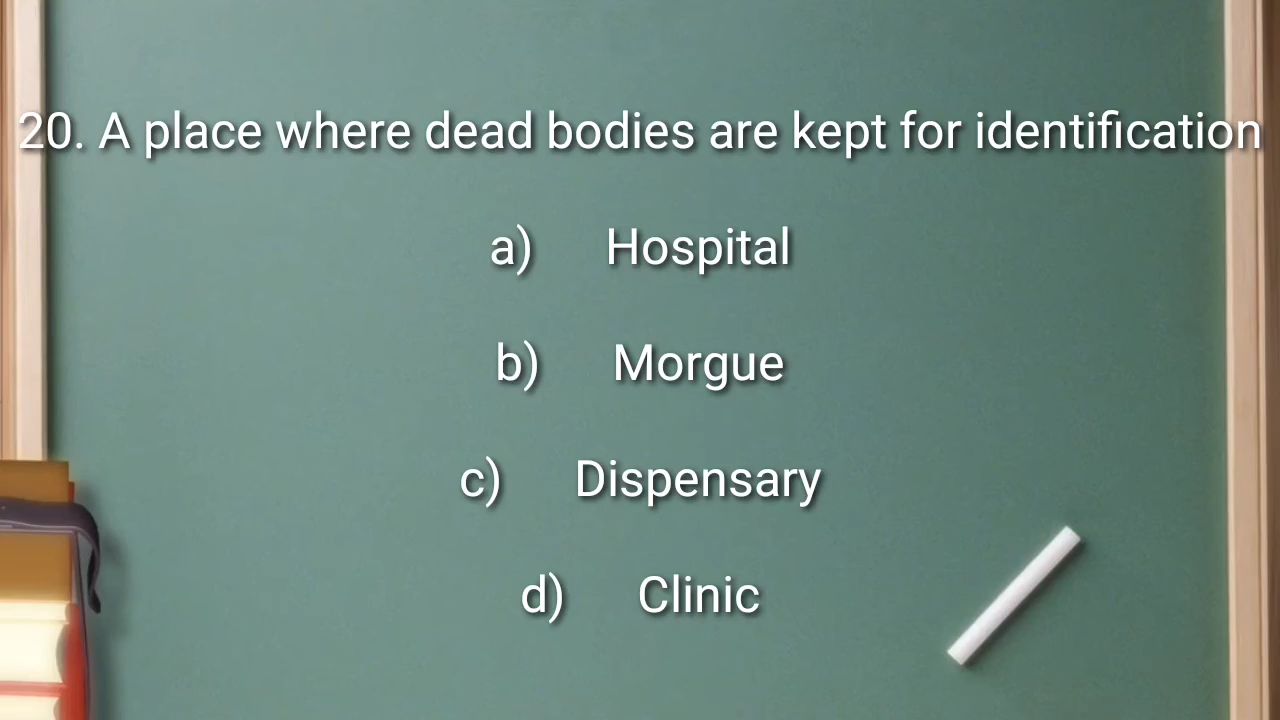 20. A place where dead bodies are kept for identification
a) Hospital
b) Morgue
c) Dispensary
d) Clinic